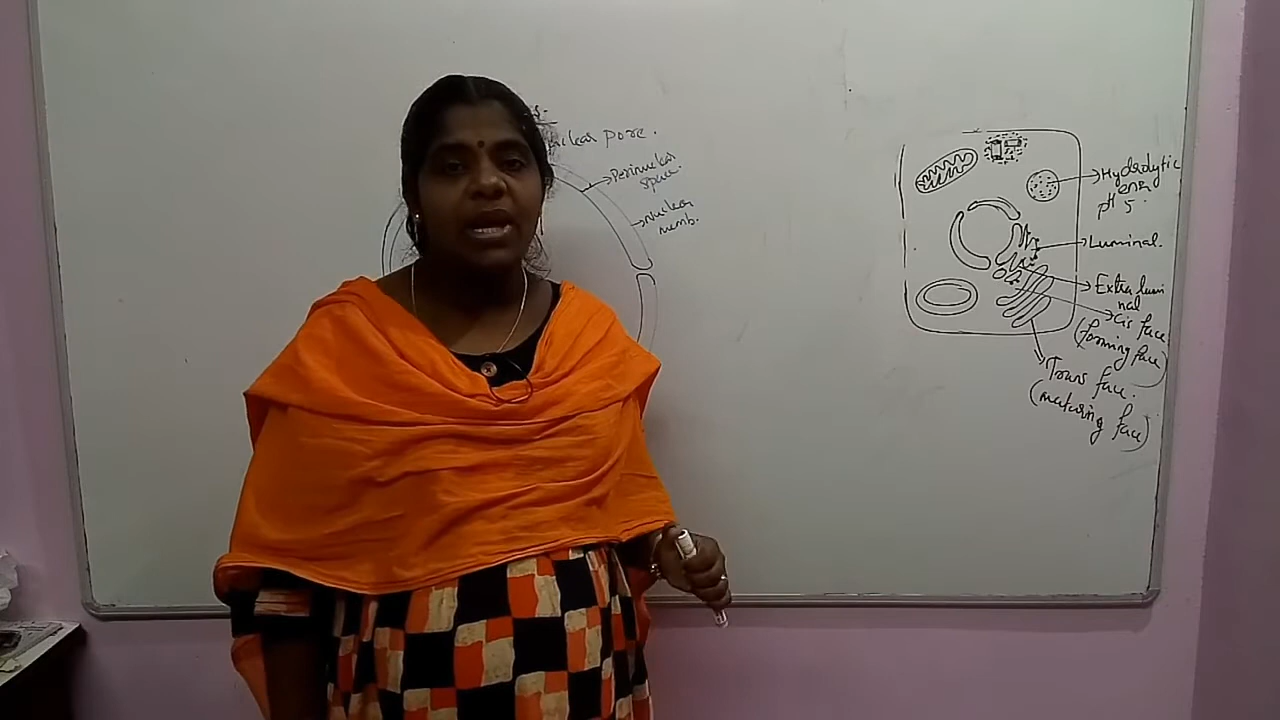 s.
clear pore.
Perinuclear
space.
Nuclear
memb.
Hydrolytic
enz
pH 5.
Luminal.
Extra lumi
nal
Cis face
(forming face)
Trans face.
(maturing face)